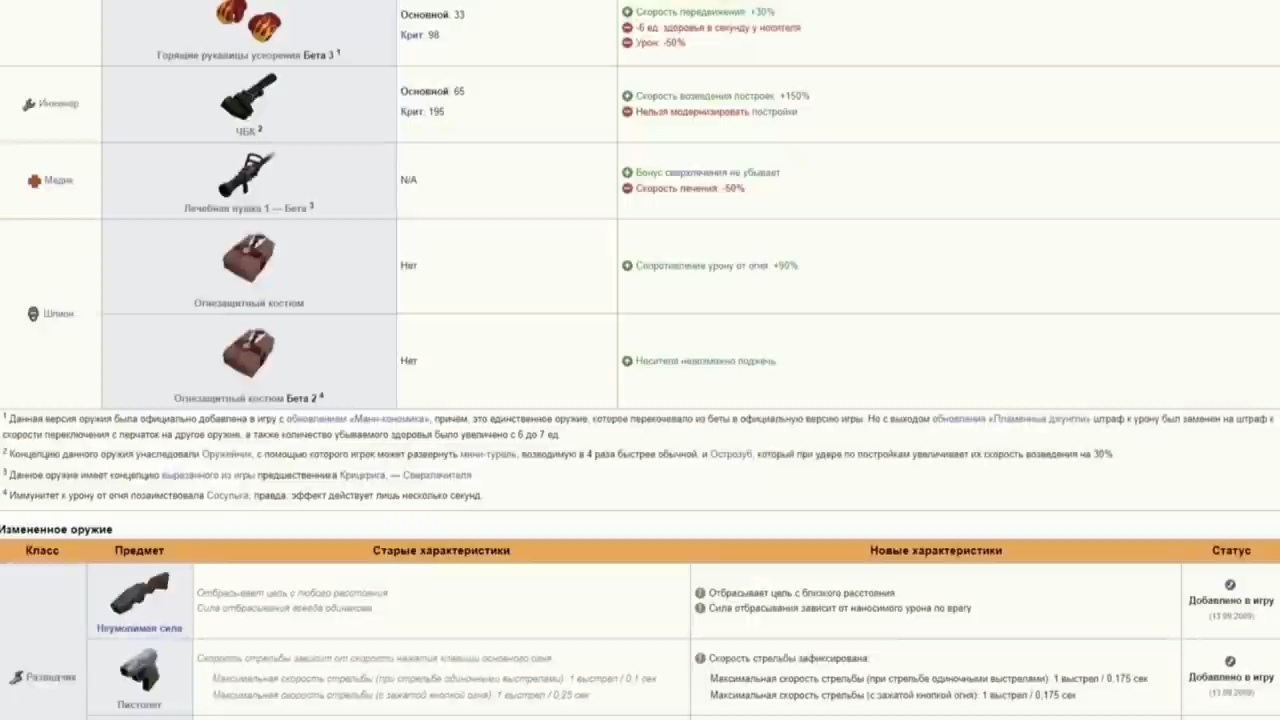 Основной: 33
Крит: 98
Скорость передвижения: +30%
-6 ед. здоровья в секунду у носителя
Урон: -50%
Горящие рукавицы ускорения Бета 3 1
Инженер
ЧБК 2
Основной: 65
Крит: 195
Скорость возведения построек: +150%
Нельзя модернизировать постройки
Медик
Лечебная пушка 1 — Бета 3
N/A
Бонус сверхлечения не убывает
Скорость лечения: -50%
Шпион
Огнезащитный костюм
Нет
Сопротивление урону от огня: +90%
Огнезащитный костюм Бета 2 4
Нет
Носителя невозможно поджечь
1 Данная версия оружия была официально добавлена в игру с обновлением «Манн-кономика», причём, это единственное оружие, которое перекочевало из беты в официальную версию игры. Но с выходом обновления «Пламенные джунгли» штраф к урону был заменен на штраф к
скорости переключения с перчаток на другое оружие, а также количество убываемого здоровья было увеличено с 6 до 7 ед.
2 Концепцию данного оружия унаследовали Оружейник, с помощью которого игрок может развернуть мини-турель, возводимую в 4 раза быстрее обычной, и Острозуб, который при ударе по постройкам увеличивает их скорость возведения на 30%
3 Данное оружие имеет концепцию вырезанного из игры предшественника Крицкрига, — Сверхлечителя
4 Иммунитет к урону от огня позаимствовала Сосулька, правда, эффект действует лишь несколько секунд.
Измененное оружие
Класс Предмет Старые характеристики Новые характеристики Статус
Разведчик
Неумолимая сила
Отбрасывает цель с любого расстояния
Сила отбрасывания всегда одинакова
Отбрасывает цель с близкого расстояния
Сила отбрасывания зависит от наносимого урона по врагу
Добавлено в игру
(13.09.2009)
Пистолет
Скорость стрельбы зависит от скорости нажатия клавиши основного огня
Максимальная скорость стрельбы (при стрельбе одиночными выстрелами): 1 выстрел / 0,1 сек
Максимальная скорость стрельбы (с зажатой кнопкой огня): 1 выстрел / 0,25 сек
Скорость стрельбы зафиксирована:
Максимальная скорость стрельбы (при стрельбе одиночными выстрелами): 1 выстрел / 0,175 сек
Максимальная скорость стрельбы (с зажатой кнопкой огня): 1 выстрел / 0,175 сек
Добавлено в игру
(13.09.2009)